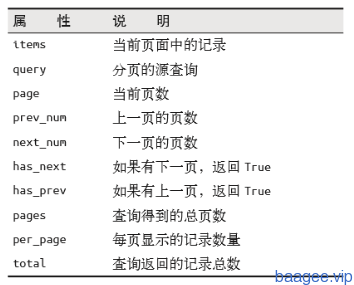 属 性 说 明
items 当前页面中的记录
query 分页的源查询
page 当前页数
prev_num 上一页的页数
next_num 下一页的页数
has_next 如果有下一页，返回 True
has_prev 如果有上一页，返回 True
pages 查询得到的总页数
per_page 每页显示的记录数量
total 查询返回的记录总数
baagee.vip